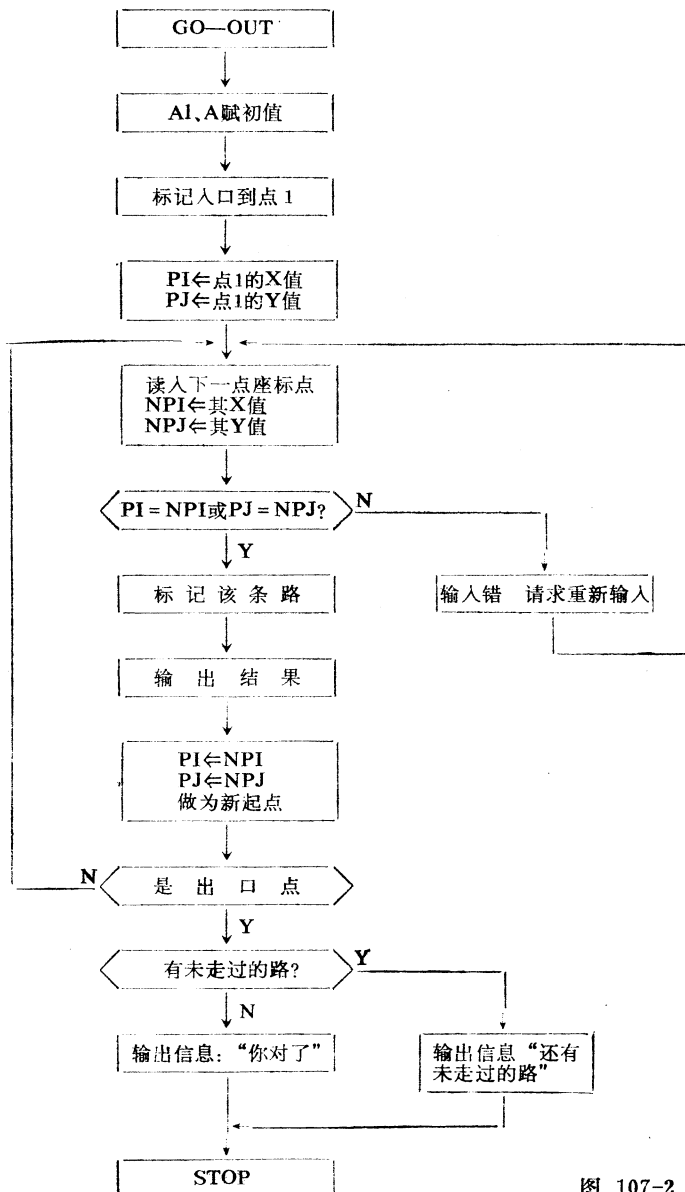 GO—OUT
A1、A赋初值
标记入口到点1
PI⇐点1的X值
PJ⇐点1的Y值
读入下一点座标点
NPI⇐其X值
NPJ⇐其Y值
PI=NPI或PJ=NPJ?
N
Y
标 记 该 条 路
输入错 请求重新输入
输 出 结 果
PI⇐NPI
PJ⇐NPJ
做为新起点
N
是 出 口 点
Y
有未走过的路?
Y
N
输出信息:“你对了”
输出信息“还有
未走过的路”
STOP
图 107-2